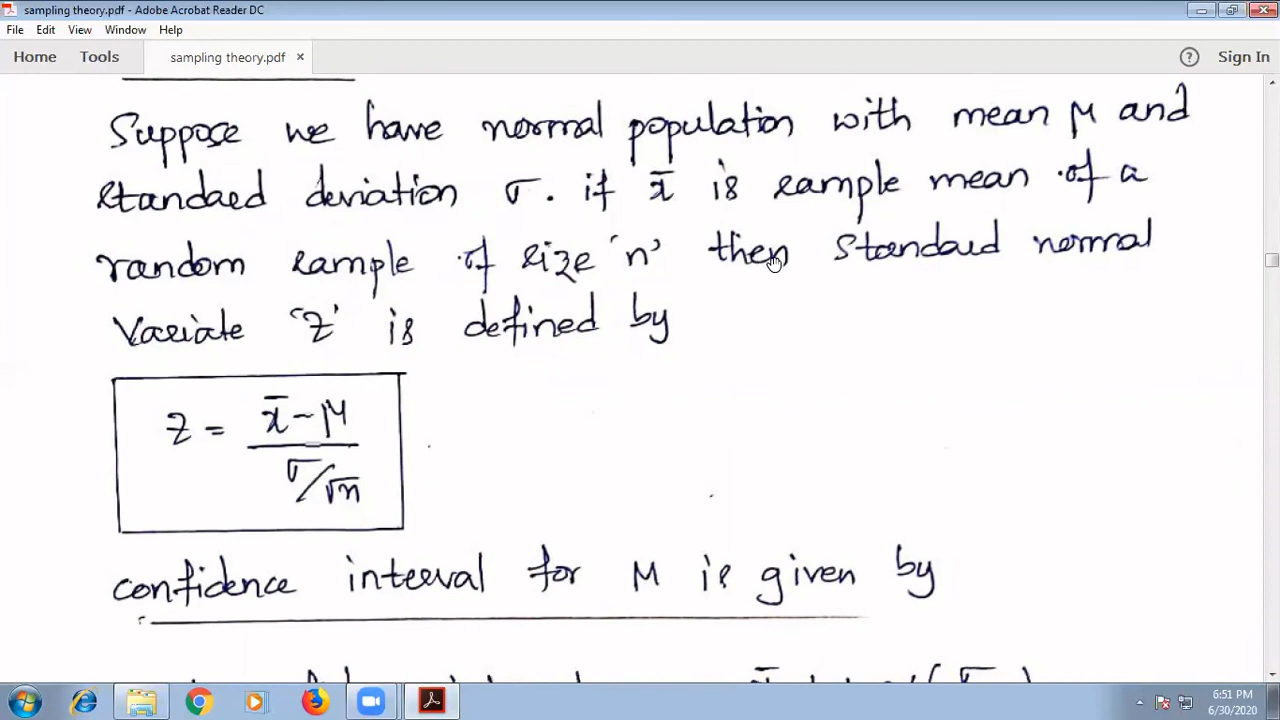 sampling theory.pdf - Adobe Acrobat Reader DC
File Edit View Window Help
Home Tools sampling theory.pdf × ? Sign In
Suppose we have normal population with mean μ and
standard deviation σ. if x̄ is sample mean of a
random sample of size 'n' then standard normal
Variate 'Z' is defined by
Z = (x̄ - μ) / (σ/√n)
confidence interval for μ is given by
6:51 PM
6/30/2020